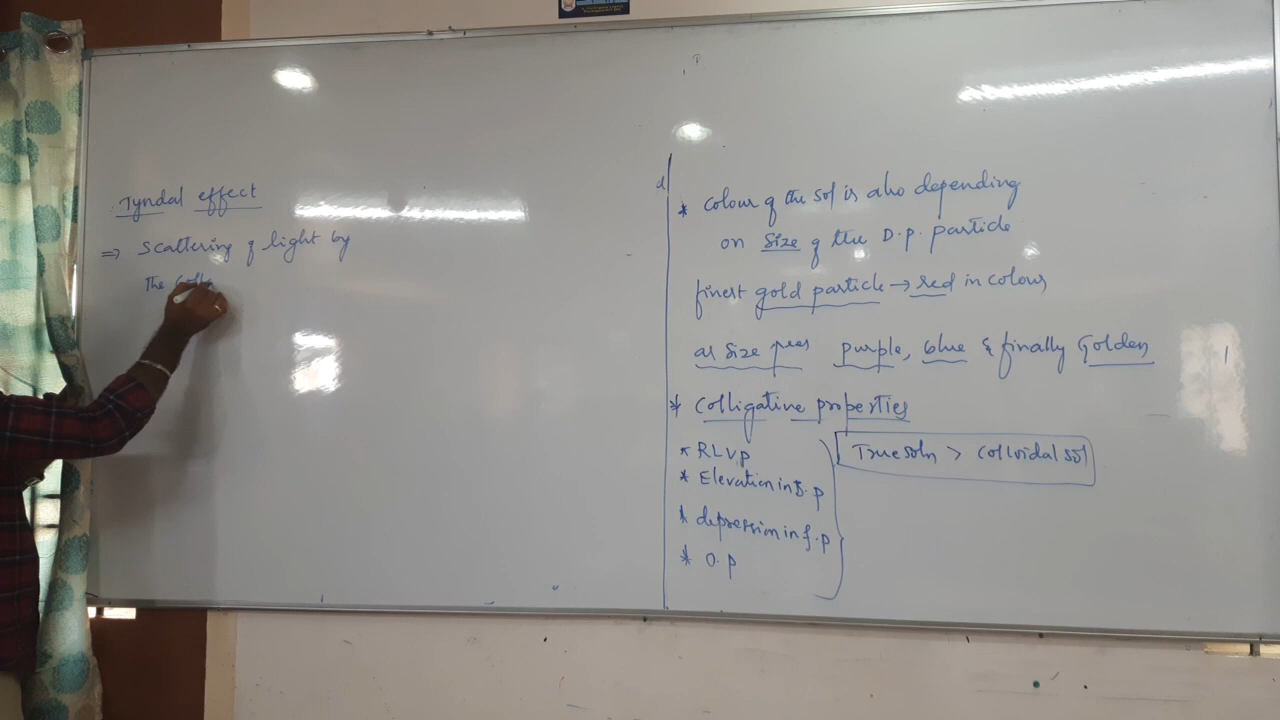 Tyndal effect
⇒ Scattering of light by
The Collo
* Colour of the sol is also depending
on Size of the D.p. particle
finest gold particle → red in colour
as size purple, blue & finally Golden
* Colligative properties
* RLVP
* Elevation in B.p
* depression in f.p
* O.p
True soln > Colloidal sol